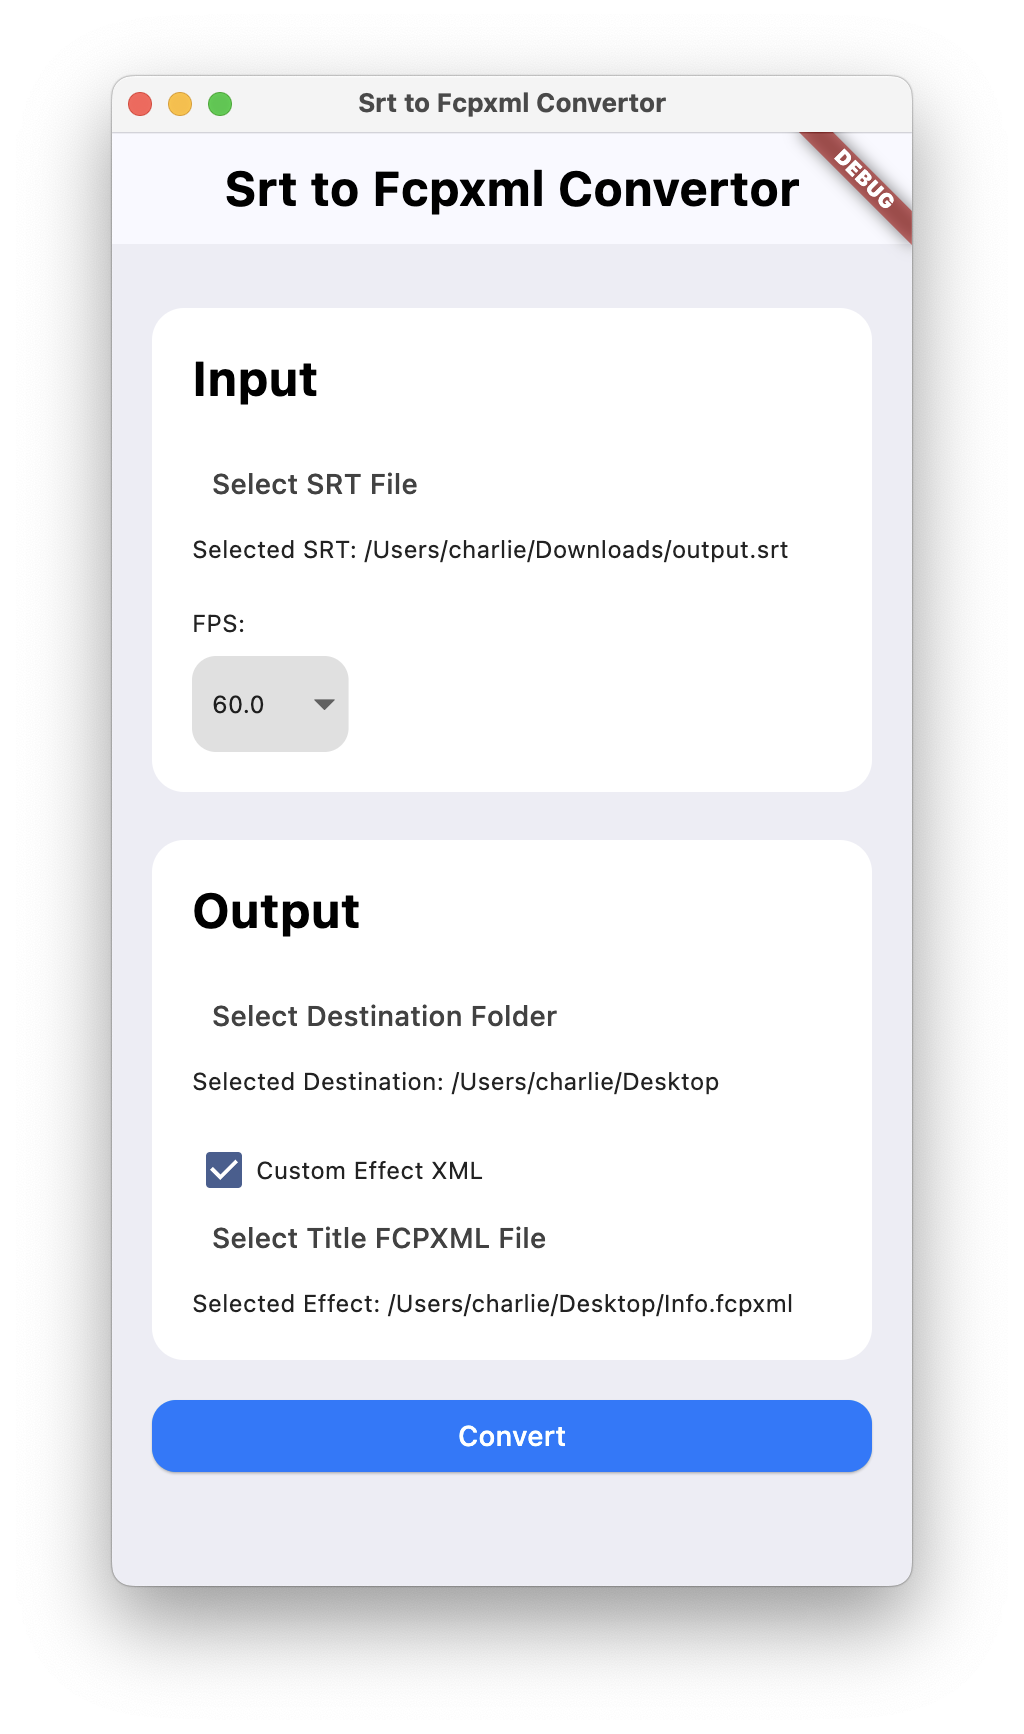 Srt to Fcpxml Convertor
Srt to Fcpxml Convertor
DEBUG
Input
Select SRT File
Selected SRT: /Users/charlie/Downloads/output.srt
FPS:
60.0
Output
Select Destination Folder
Selected Destination: /Users/charlie/Desktop
Custom Effect XML
Select Title FCPXML File
Selected Effect: /Users/charlie/Desktop/Info.fcpxml
Convert